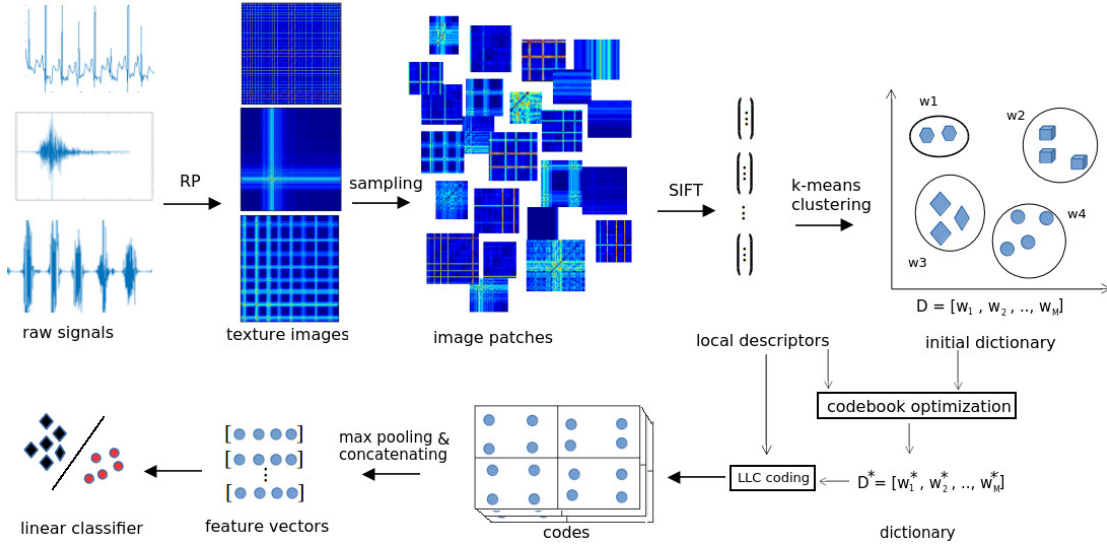 raw signals
RP
texture images
sampling
image patches
SIFT
local descriptors
k-means
clustering
w1
w2
w3
w4
D = [w1 , w2 , .., wM]
initial dictionary
codebook optimization
D* = [w1* , w2* , .., wM*]
dictionary
LLC coding
codes
max pooling &
concatenating
[ ]
[ ]
[ ]
feature vectors
linear classifier